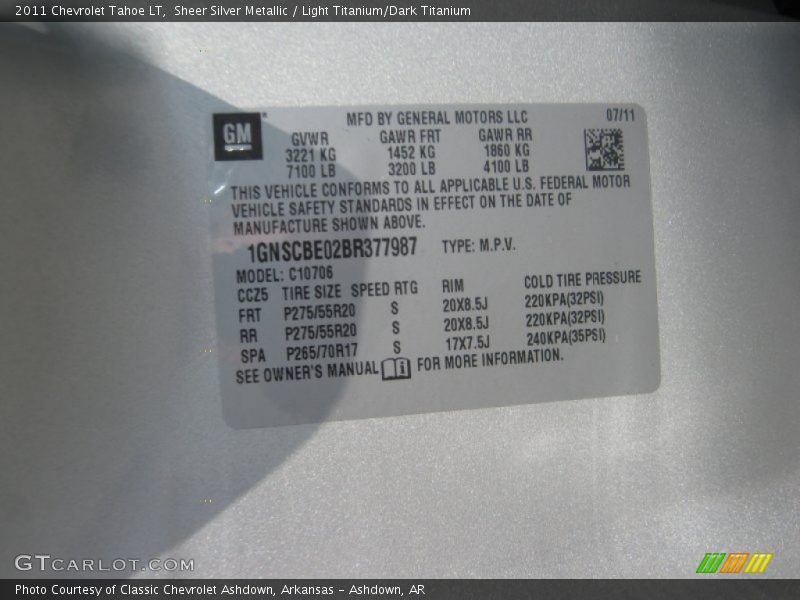 2011 Chevrolet Tahoe LT,  Sheer Silver Metallic / Light Titanium/Dark Titanium
GM
MFD BY GENERAL MOTORS LLC 07/11
GVWR GAWR FRT GAWR RR
3221 KG 1452 KG 1860 KG
7100 LB 3200 LB 4100 LB
THIS VEHICLE CONFORMS TO ALL APPLICABLE U.S. FEDERAL MOTOR
VEHICLE SAFETY STANDARDS IN EFFECT ON THE DATE OF
MANUFACTURE SHOWN ABOVE.
1GNSCBE02BR377987 TYPE: M.P.V.
MODEL: C10706
CCZ5 TIRE SIZE SPEED RTG RIM COLD TIRE PRESSURE
FRT P275/55R20 S 20X8.5J 220KPA(32PSI)
RR P275/55R20 S 20X8.5J 220KPA(32PSI)
SPA P265/70R17 S 17X7.5J 240KPA(35PSI)
SEE OWNER'S MANUAL FOR MORE INFORMATION.
GTCARLOT.COM
Photo Courtesy of Classic Chevrolet Ashdown, Arkansas - Ashdown, AR